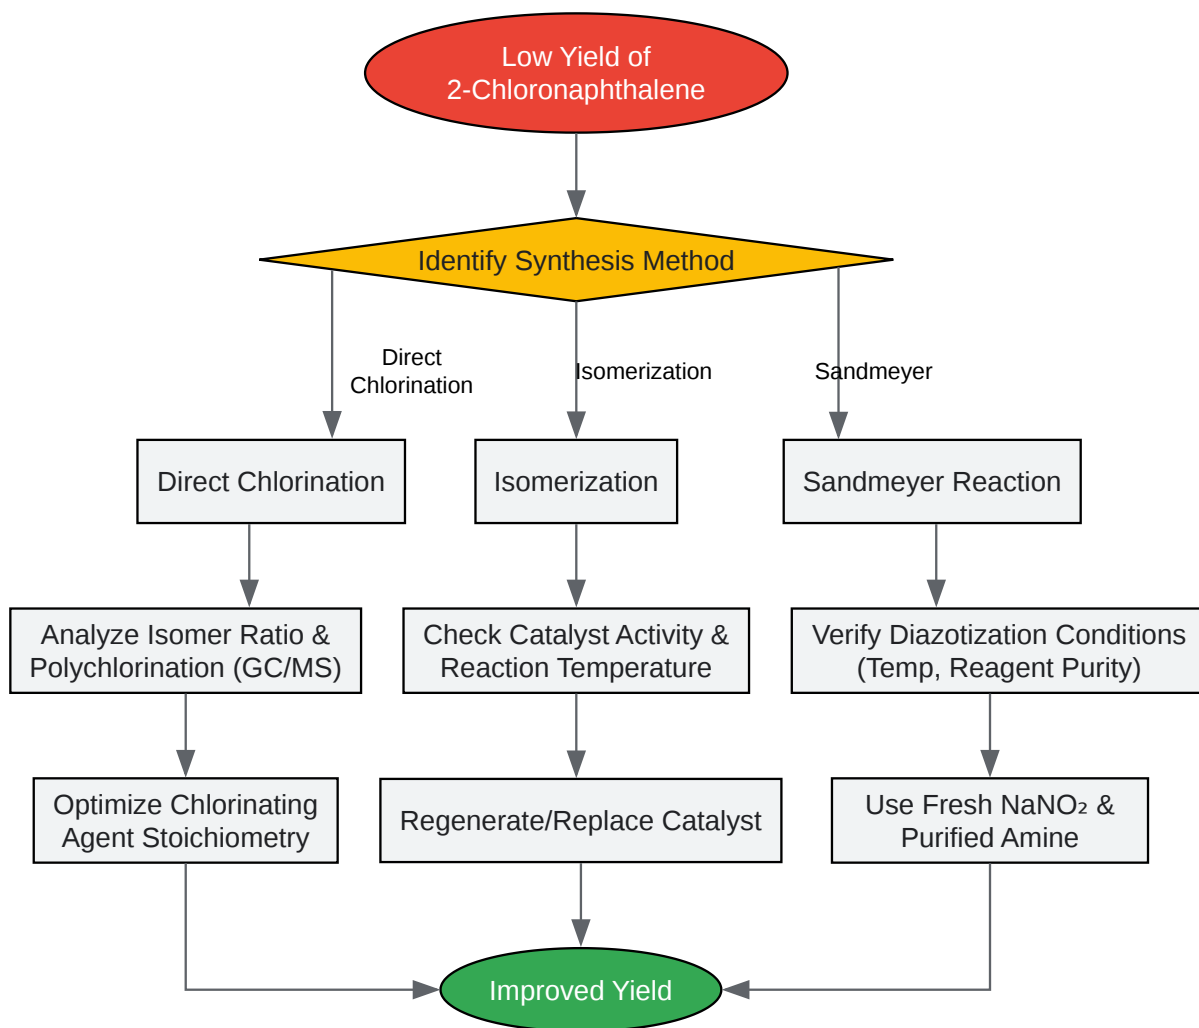 Low Yield of
2-Chloronaphthalene
Identify Synthesis Method
Direct
Chlorination
Isomerization
Sandmeyer
Direct Chlorination
Isomerization
Sandmeyer Reaction
Analyze Isomer Ratio &
Polychlorination (GC/MS)
Check Catalyst Activity &
Reaction Temperature
Verify Diazotization Conditions
(Temp, Reagent Purity)
Optimize Chlorinating
Agent Stoichiometry
Regenerate/Replace Catalyst
Use Fresh NaNO₂ &
Purified Amine
Improved Yield